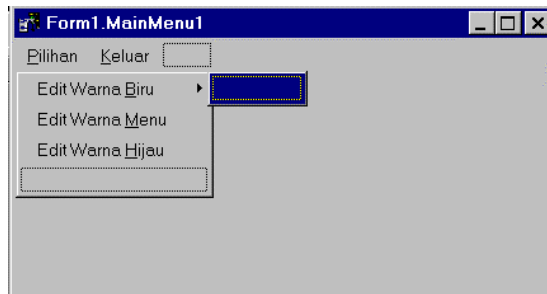 Form1.MainMenu1
Pilihan Keluar
Edit Warna Biru
Edit Warna Menu
Edit Warna Hijau